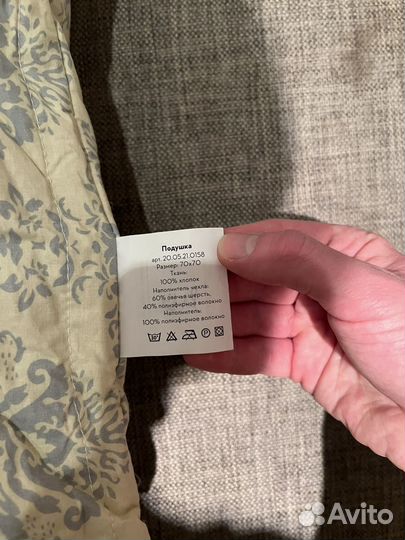 Подушка
арт. 20.05.21.0158
Размер: 70х70
Ткань:
100% хлопок
Наполнитель чехла:
60% овечья шерсть,
40% полиэфирное волокно
Наполнитель:
100% полиэфирное волокно
Avito